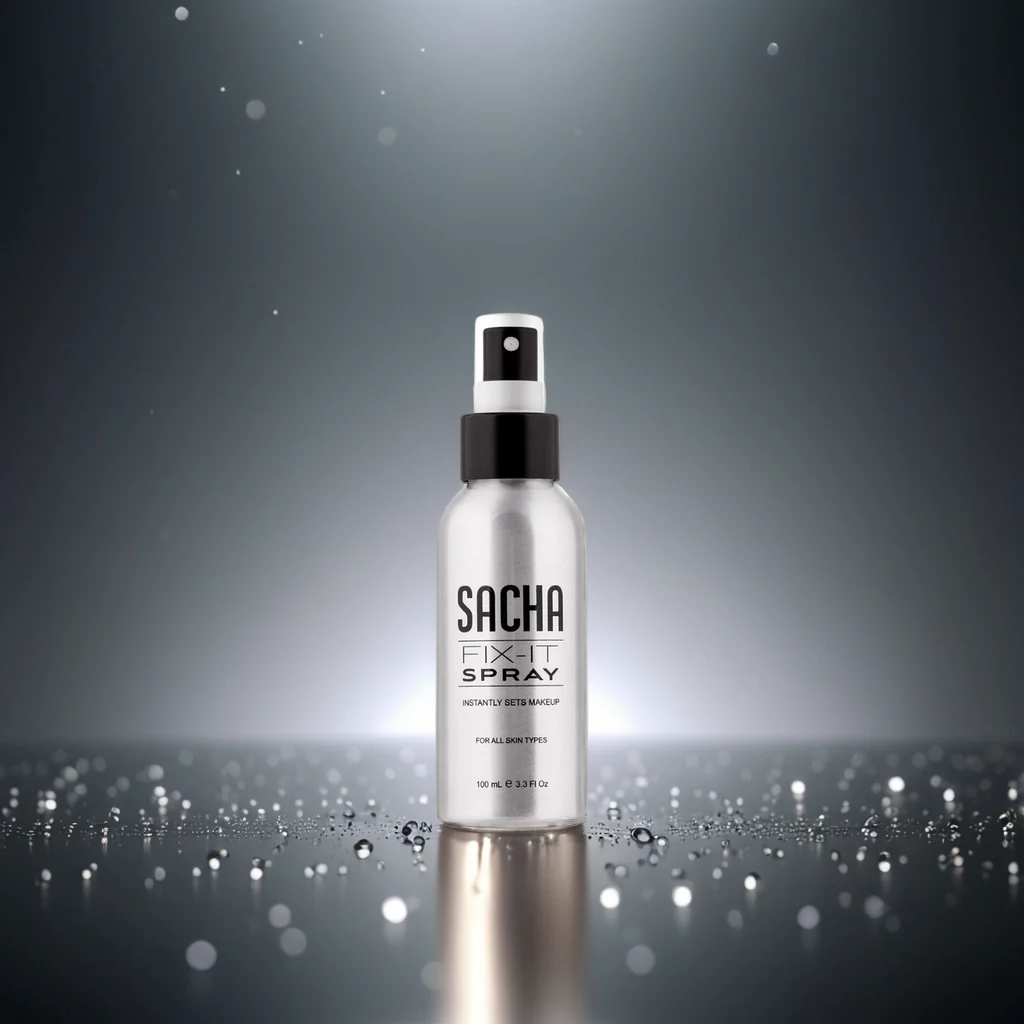 SACHA
FIX-IT
SPRAY
INSTANTLY SETS MAKEUP
FOR ALL SKIN TYPES
100 mL ℮ 3.3 Fl Oz